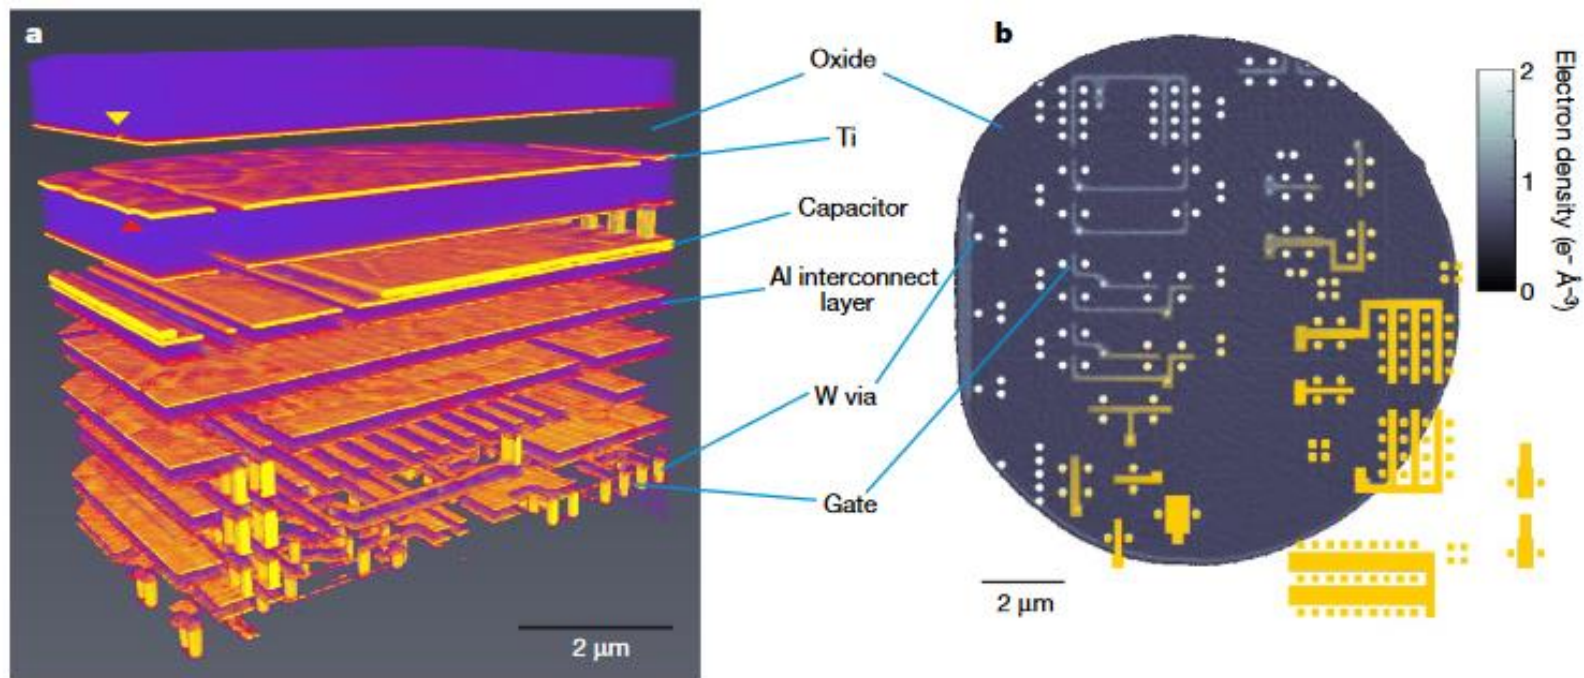 a
b
Oxide
Ti
Capacitor
Al interconnect
layer
W via
Gate
2 μm
2 μm
2
1
0
Electron density (e⁻ Å⁻³)